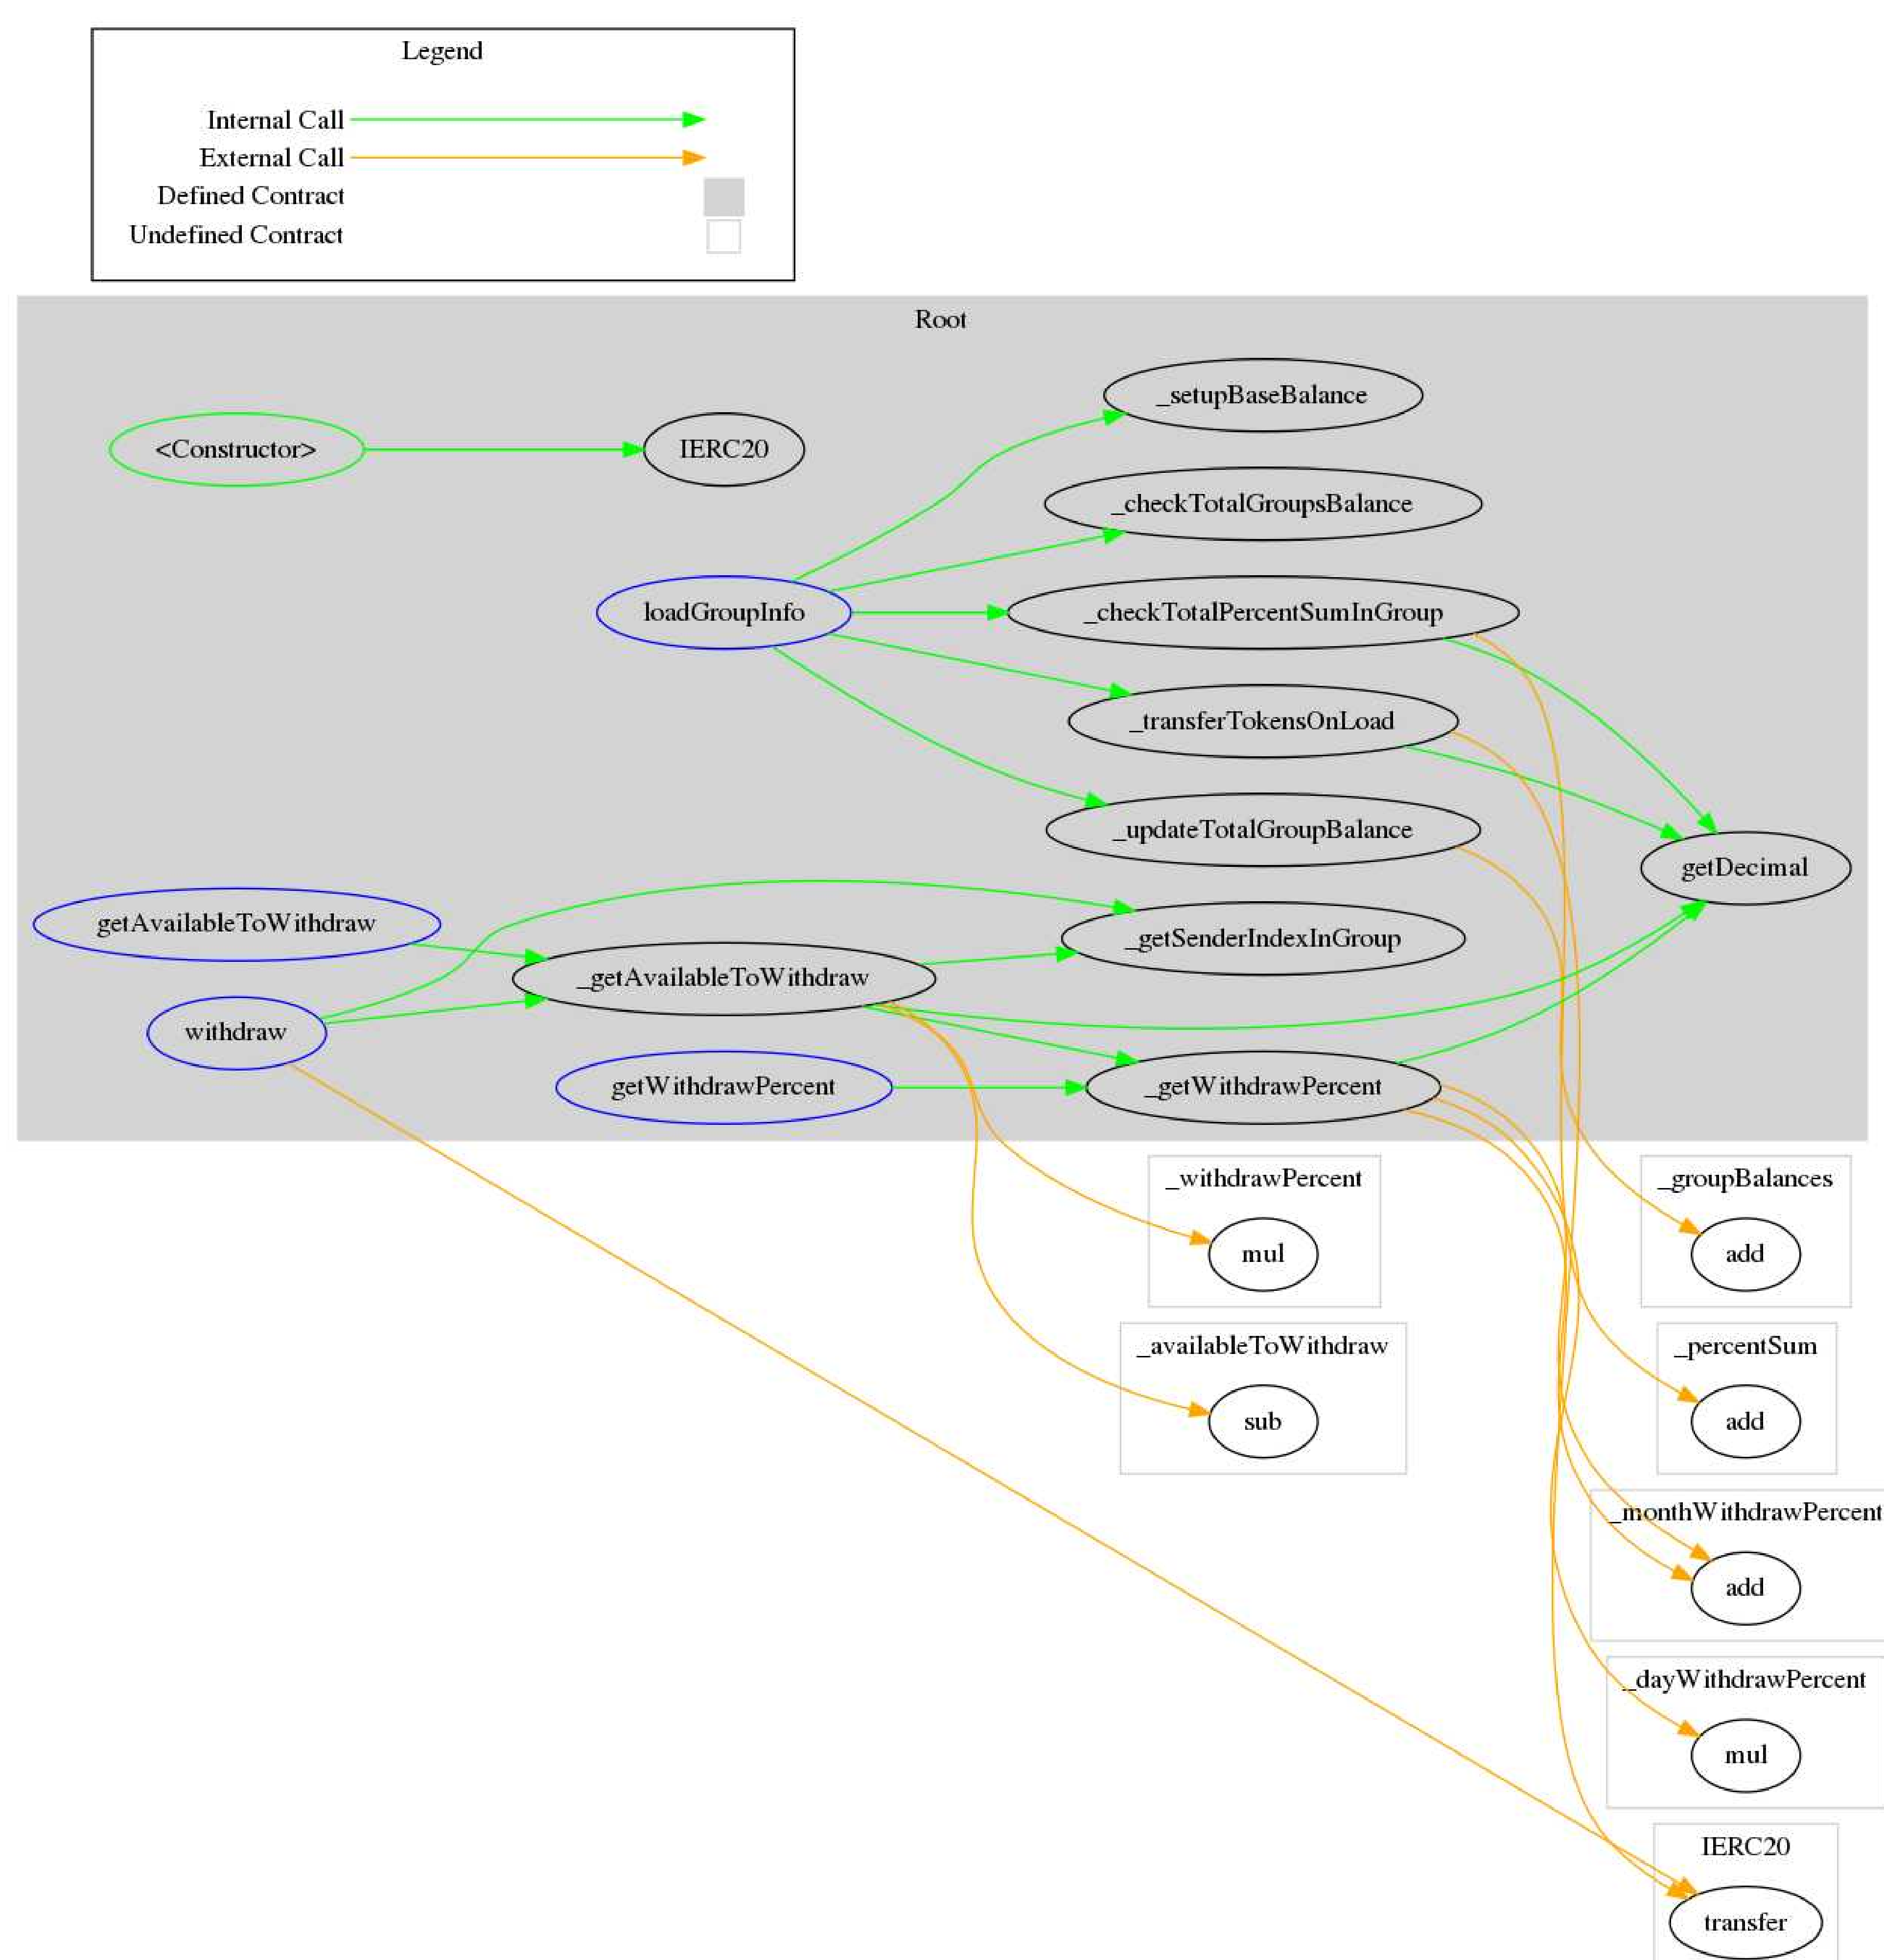 Legend
Internal Call
External Call
Defined Contract
Undefined Contract
Root
_setupBaseBalance
<Constructor>
IERC20
_checkTotalGroupsBalance
loadGroupInfo
_checkTotalPercentSumInGroup
_transferTokensOnLoad
_updateTotalGroupBalance
getDecimal
getAvailableToWithdraw
_getSenderIndexInGroup
_getAvailableToWithdraw
withdraw
getWithdrawPercent
_getWithdrawPercent
_withdrawPercent
mul
_groupBalances
add
_availableToWithdraw
sub
_percentSum
add
_monthWithdrawPercent
add
_dayWithdrawPercent
mul
IERC20
transfer